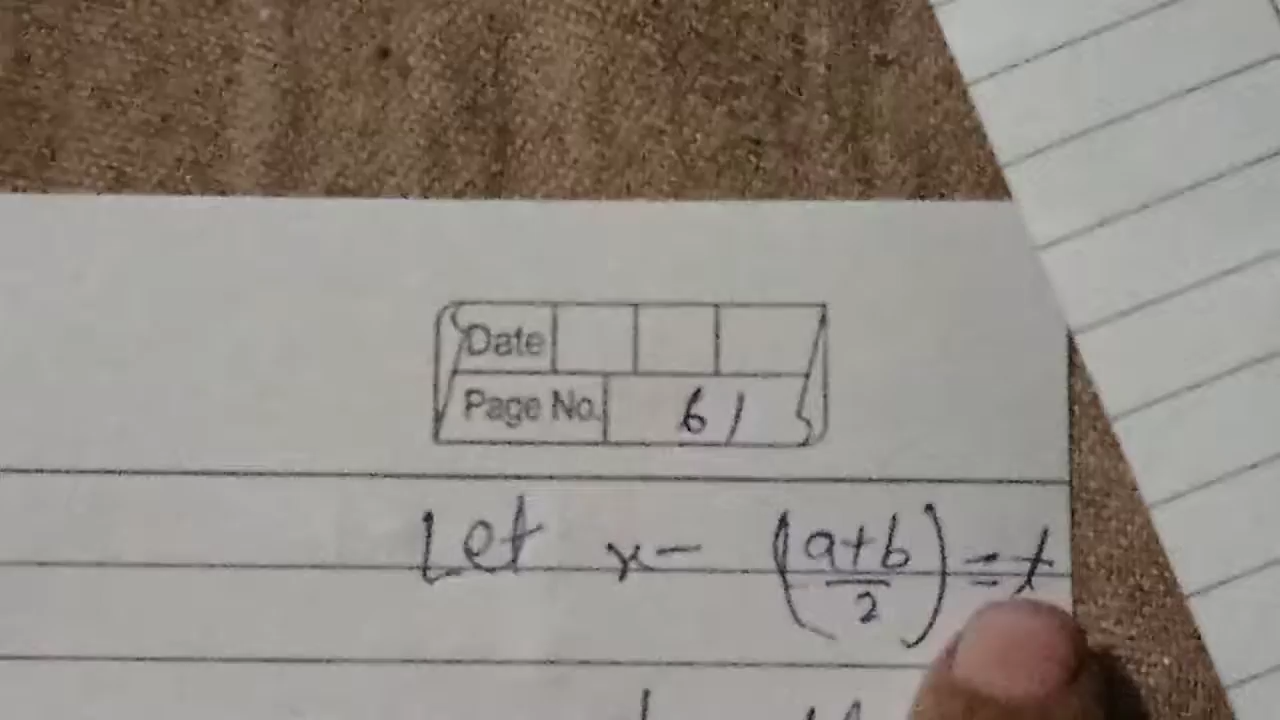 Date
Page No. 61
Let x - (a+b/2) = t